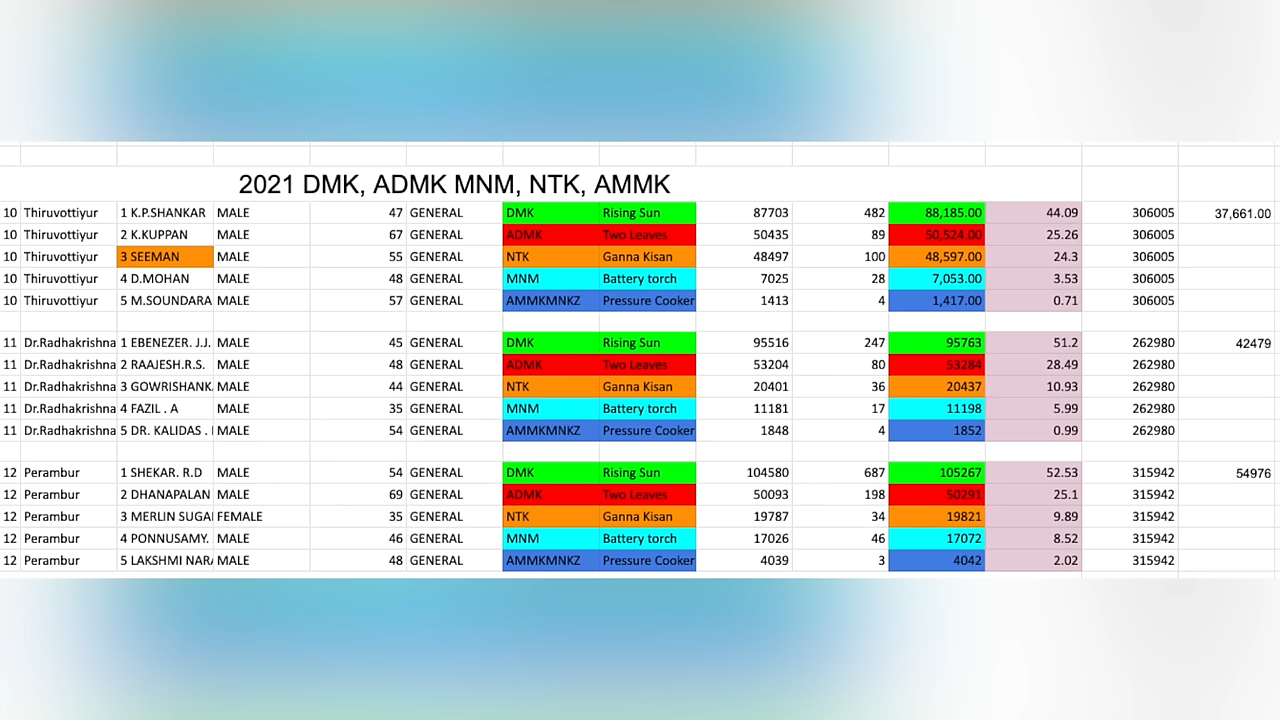 2021 DMK, ADMK MNM, NTK, AMMK
10 Thiruvottiyur 1 K.P.SHANKAR MALE 47 GENERAL DMK Rising Sun 87703 482 88,185.00 44.09 306005 37,661.00
10 Thiruvottiyur 2 K.KUPPAN MALE 67 GENERAL ADMK Two Leaves 50435 89 50,524.00 25.26 306005
10 Thiruvottiyur 3 SEEMAN MALE 55 GENERAL NTK Ganna Kisan 48497 100 48,597.00 24.3 306005
10 Thiruvottiyur 4 D.MOHAN MALE 48 GENERAL MNM Battery torch 7025 28 7,053.00 3.53 306005
10 Thiruvottiyur 5 M.SOUNDARA MALE 57 GENERAL AMMKMNKZ Pressure Cooker 1413 4 1,417.00 0.71 306005
11 Dr.Radhakrishna 1 EBENEZER. J.J. MALE 45 GENERAL DMK Rising Sun 95516 247 95763 51.2 262980 42479
11 Dr.Radhakrishna 2 RAAJESH.R.S. MALE 48 GENERAL ADMK Two Leaves 53204 80 53284 28.49 262980
11 Dr.Radhakrishna 3 GOWRISHANK MALE 44 GENERAL NTK Ganna Kisan 20401 36 20437 10.93 262980
11 Dr.Radhakrishna 4 FAZIL . A MALE 35 GENERAL MNM Battery torch 11181 17 11198 5.99 262980
11 Dr.Radhakrishna 5 DR. KALIDAS . MALE 54 GENERAL AMMKMNKZ Pressure Cooker 1848 4 1852 0.99 262980
12 Perambur 1 SHEKAR. R.D MALE 54 GENERAL DMK Rising Sun 104580 687 105267 52.53 315942 54976
12 Perambur 2 DHANAPALAN MALE 69 GENERAL ADMK Two Leaves 50093 198 50291 25.1 315942
12 Perambur 3 MERLIN SUGA FEMALE 35 GENERAL NTK Ganna Kisan 19787 34 19821 9.89 315942
12 Perambur 4 PONNUSAMY. MALE 46 GENERAL MNM Battery torch 17026 46 17072 8.52 315942
12 Perambur 5 LAKSHMI NARA MALE 48 GENERAL AMMKMNKZ Pressure Cooker 4039 3 4042 2.02 315942